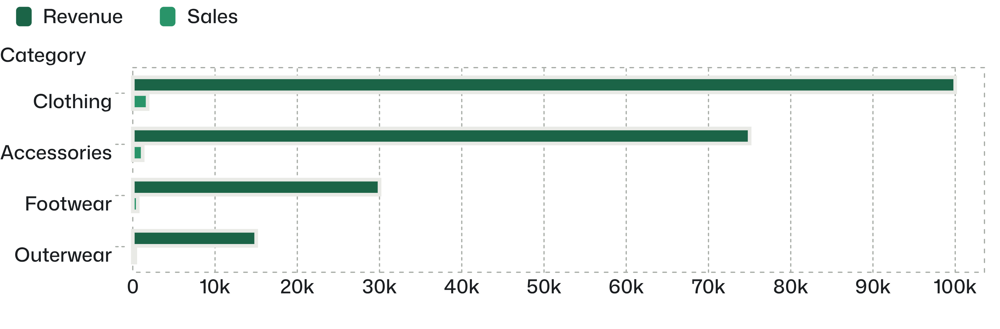 Revenue Sales
Category
Clothing
Accessories
Footwear
Outerwear
0 10k 20k 30k 40k 50k 60k 70k 80k 90k 100k